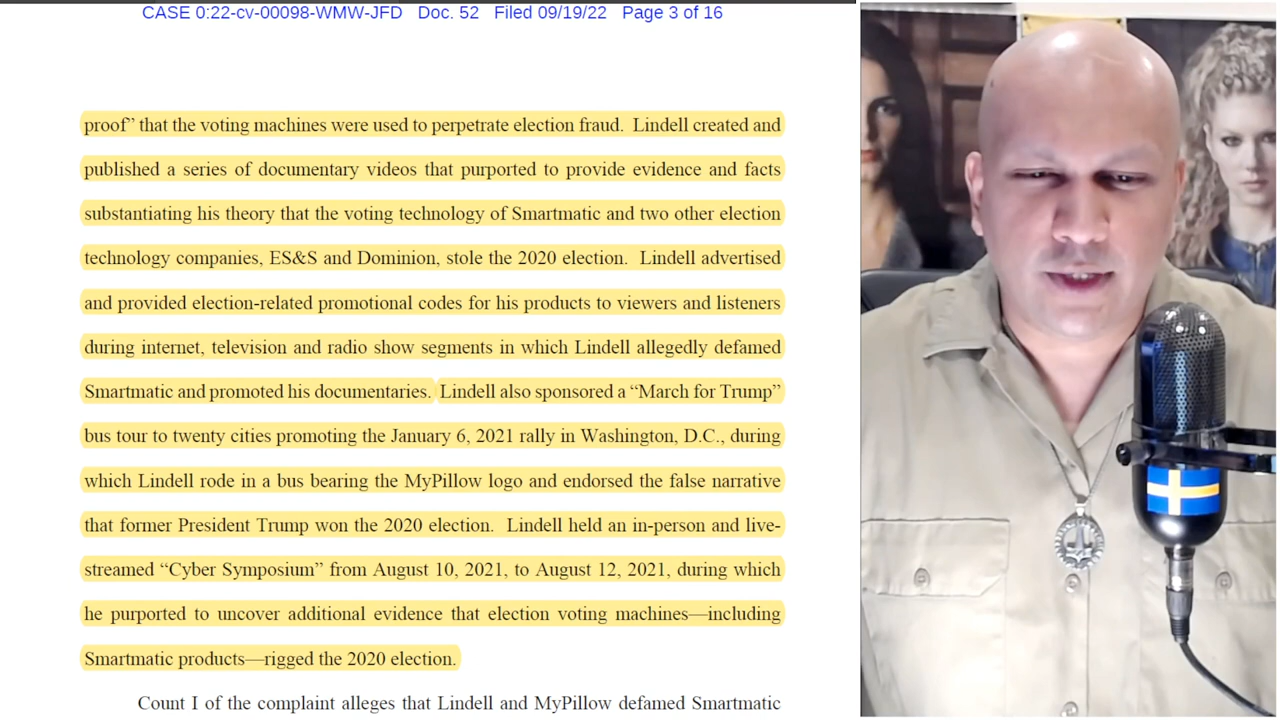 CASE 0:22-cv-00098-WMW-JFD Doc. 52 Filed 09/19/22 Page 3 of 16
proof” that the voting machines were used to perpetrate election fraud. Lindell created and
published a series of documentary videos that purported to provide evidence and facts
substantiating his theory that the voting technology of Smartmatic and two other election
technology companies, ES&S and Dominion, stole the 2020 election. Lindell advertised
and provided election-related promotional codes for his products to viewers and listeners
during internet, television and radio show segments in which Lindell allegedly defamed
Smartmatic and promoted his documentaries. Lindell also sponsored a “March for Trump”
bus tour to twenty cities promoting the January 6, 2021 rally in Washington, D.C., during
which Lindell rode in a bus bearing the MyPillow logo and endorsed the false narrative
that former President Trump won the 2020 election. Lindell held an in-person and live-
streamed “Cyber Symposium” from August 10, 2021, to August 12, 2021, during which
he purported to uncover additional evidence that election voting machines—including
Smartmatic products—rigged the 2020 election.
Count I of the complaint alleges that Lindell and MyPillow defamed Smartmatic